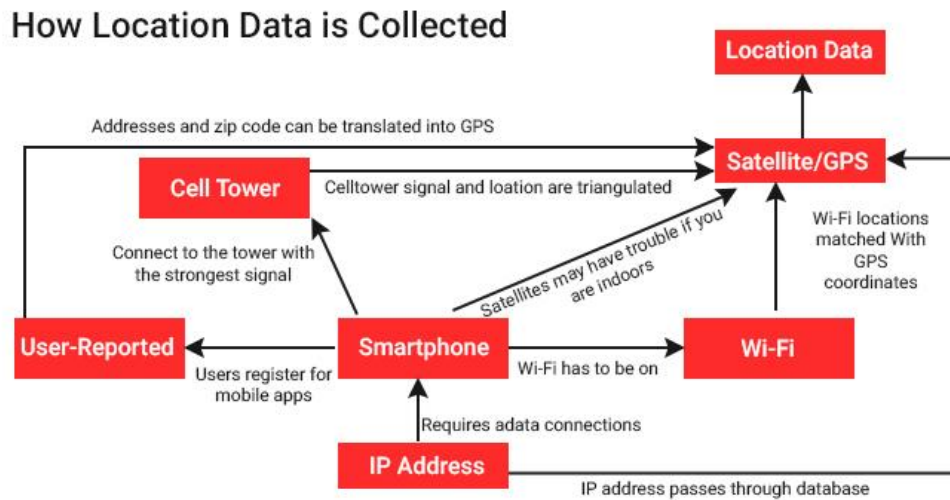 How Location Data is Collected
Location Data
Addresses and zip code can be translated into GPS
Satellite/GPS
Cell Tower
Celltower signal and loation are triangulated
Wi-Fi locations
matched With
GPS
coordinates
Connect to the tower with
the strongest signal
Satellites may have trouble if you
are indoors
User-Reported
Smartphone
Wi-Fi
Users register for
mobile apps
Wi-Fi has to be on
Requires adata connections
IP Address
IP address passes through database